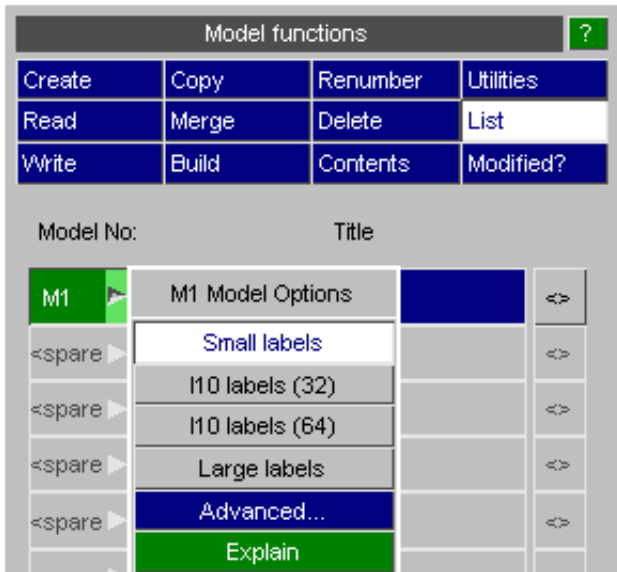 Model functions ?
Create Copy Renumber Utilities
Read Merge Delete List
Write Build Contents Modified?
Model No: Title
M1 M1 Model Options <>
Small labels
<spare <>
I10 labels (32)
<spare I10 labels (64) <>
<spare Large labels <>
<spare Advanced... <>
Explain